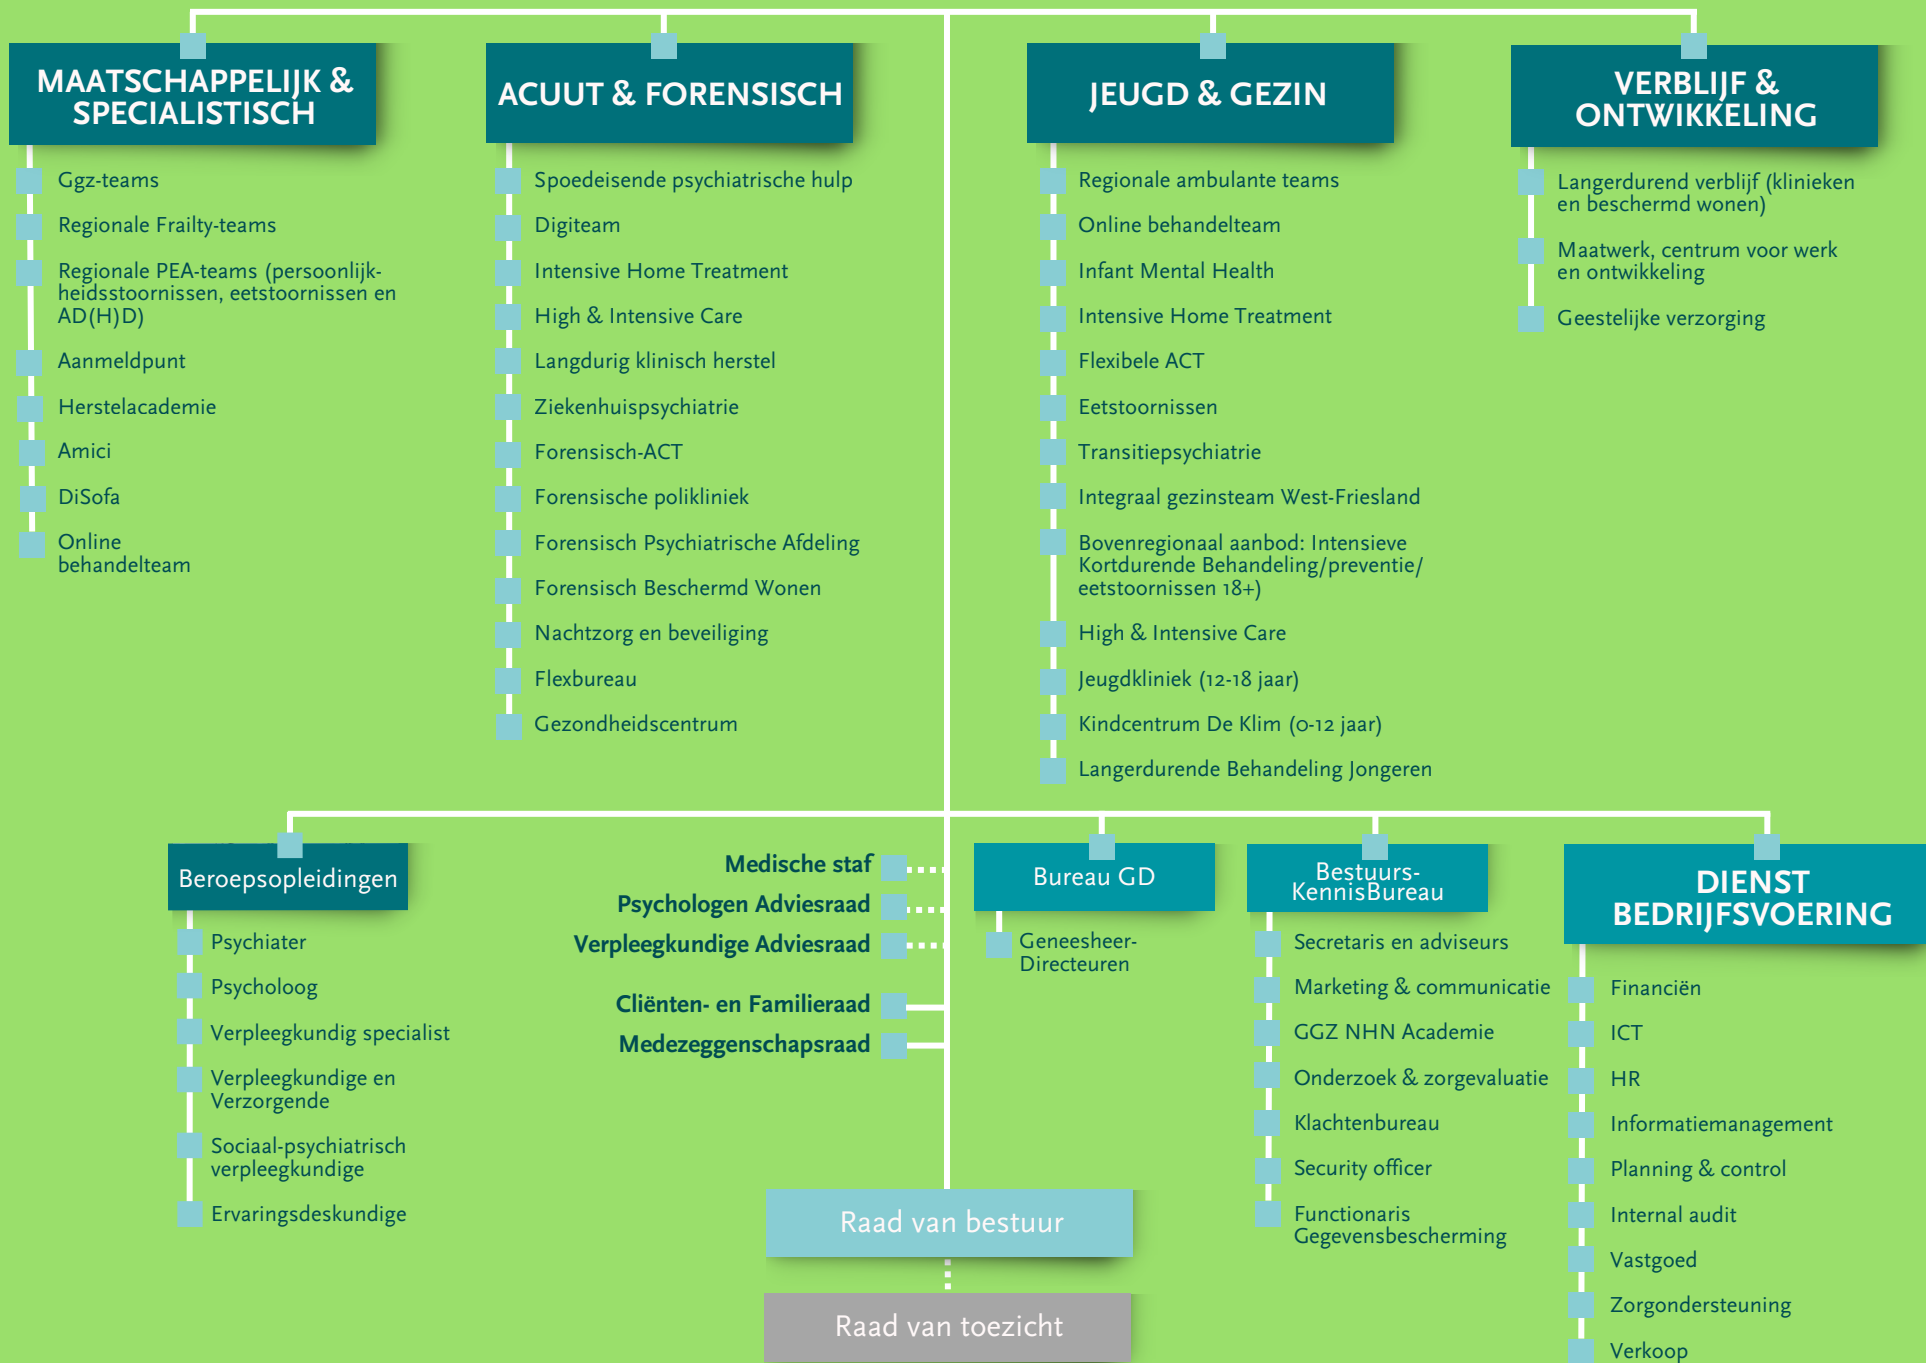 MAATSCHAPPELIJK &
SPECIALISTISCH
Ggz-teams
Regionale Frailty-teams
Regionale PEA-teams (persoonlijk-
heidsstoornissen, eetstoornissen en
AD(H)D)
Aanmeldpunt
Herstelacademie
Amici
DiSofa
Online
behandelteam
ACUUT & FORENSISCH
Spoedeisende psychiatrische hulp
Digiteam
Intensive Home Treatment
High & Intensive Care
Langdurig klinisch herstel
Ziekenhuispsychiatrie
Forensisch-ACT
Forensische polikliniek
Forensisch Psychiatrische Afdeling
Forensisch Beschermd Wonen
Nachtzorg en beveiliging
Flexbureau
Gezondheidscentrum
JEUGD & GEZIN
Regionale ambulante teams
Online behandelteam
Infant Mental Health
Intensive Home Treatment
Flexibele ACT
Eetstoornissen
Transitiepsychiatrie
Integraal gezinsteam West-Friesland
Bovenregionaal aanbod: Intensieve
Kortdurende Behandeling/preventie/
eetstoornissen 18+)
High & Intensive Care
Jeugdkliniek (12-18 jaar)
Kindcentrum De Klim (0-12 jaar)
Langerdurende Behandeling Jongeren
VERBLIJF &
ONTWIKKELING
Langerdurend verblijf (klinieken
en beschermd wonen)
Maatwerk, centrum voor werk
en ontwikkeling
Geestelijke verzorging
Beroepsopleidingen
Psychiater
Psycholoog
Verpleegkundig specialist
Verpleegkundige en
Verzorgende
Sociaal-psychiatrisch
verpleegkundige
Ervaringsdeskundige
Medische staf
Psychologen Adviesraad
Verpleegkundige Adviesraad
Cliënten- en Familieraad
Medezeggenschapsraad
Bureau GD
Geneesheer-
Directeuren
Bestuurs-
KennisBureau
Secretaris en adviseurs
Marketing & communicatie
GGZ NHN Academie
Onderzoek & zorgevaluatie
Klachtenbureau
Security officer
Functionaris
Gegevensbescherming
DIENST
BEDRIJFSVOERING
Financiën
ICT
HR
Informatiemanagement
Planning & control
Internal audit
Vastgoed
Zorgondersteuning
Verkoop
Raad van bestuur
Raad van toezicht